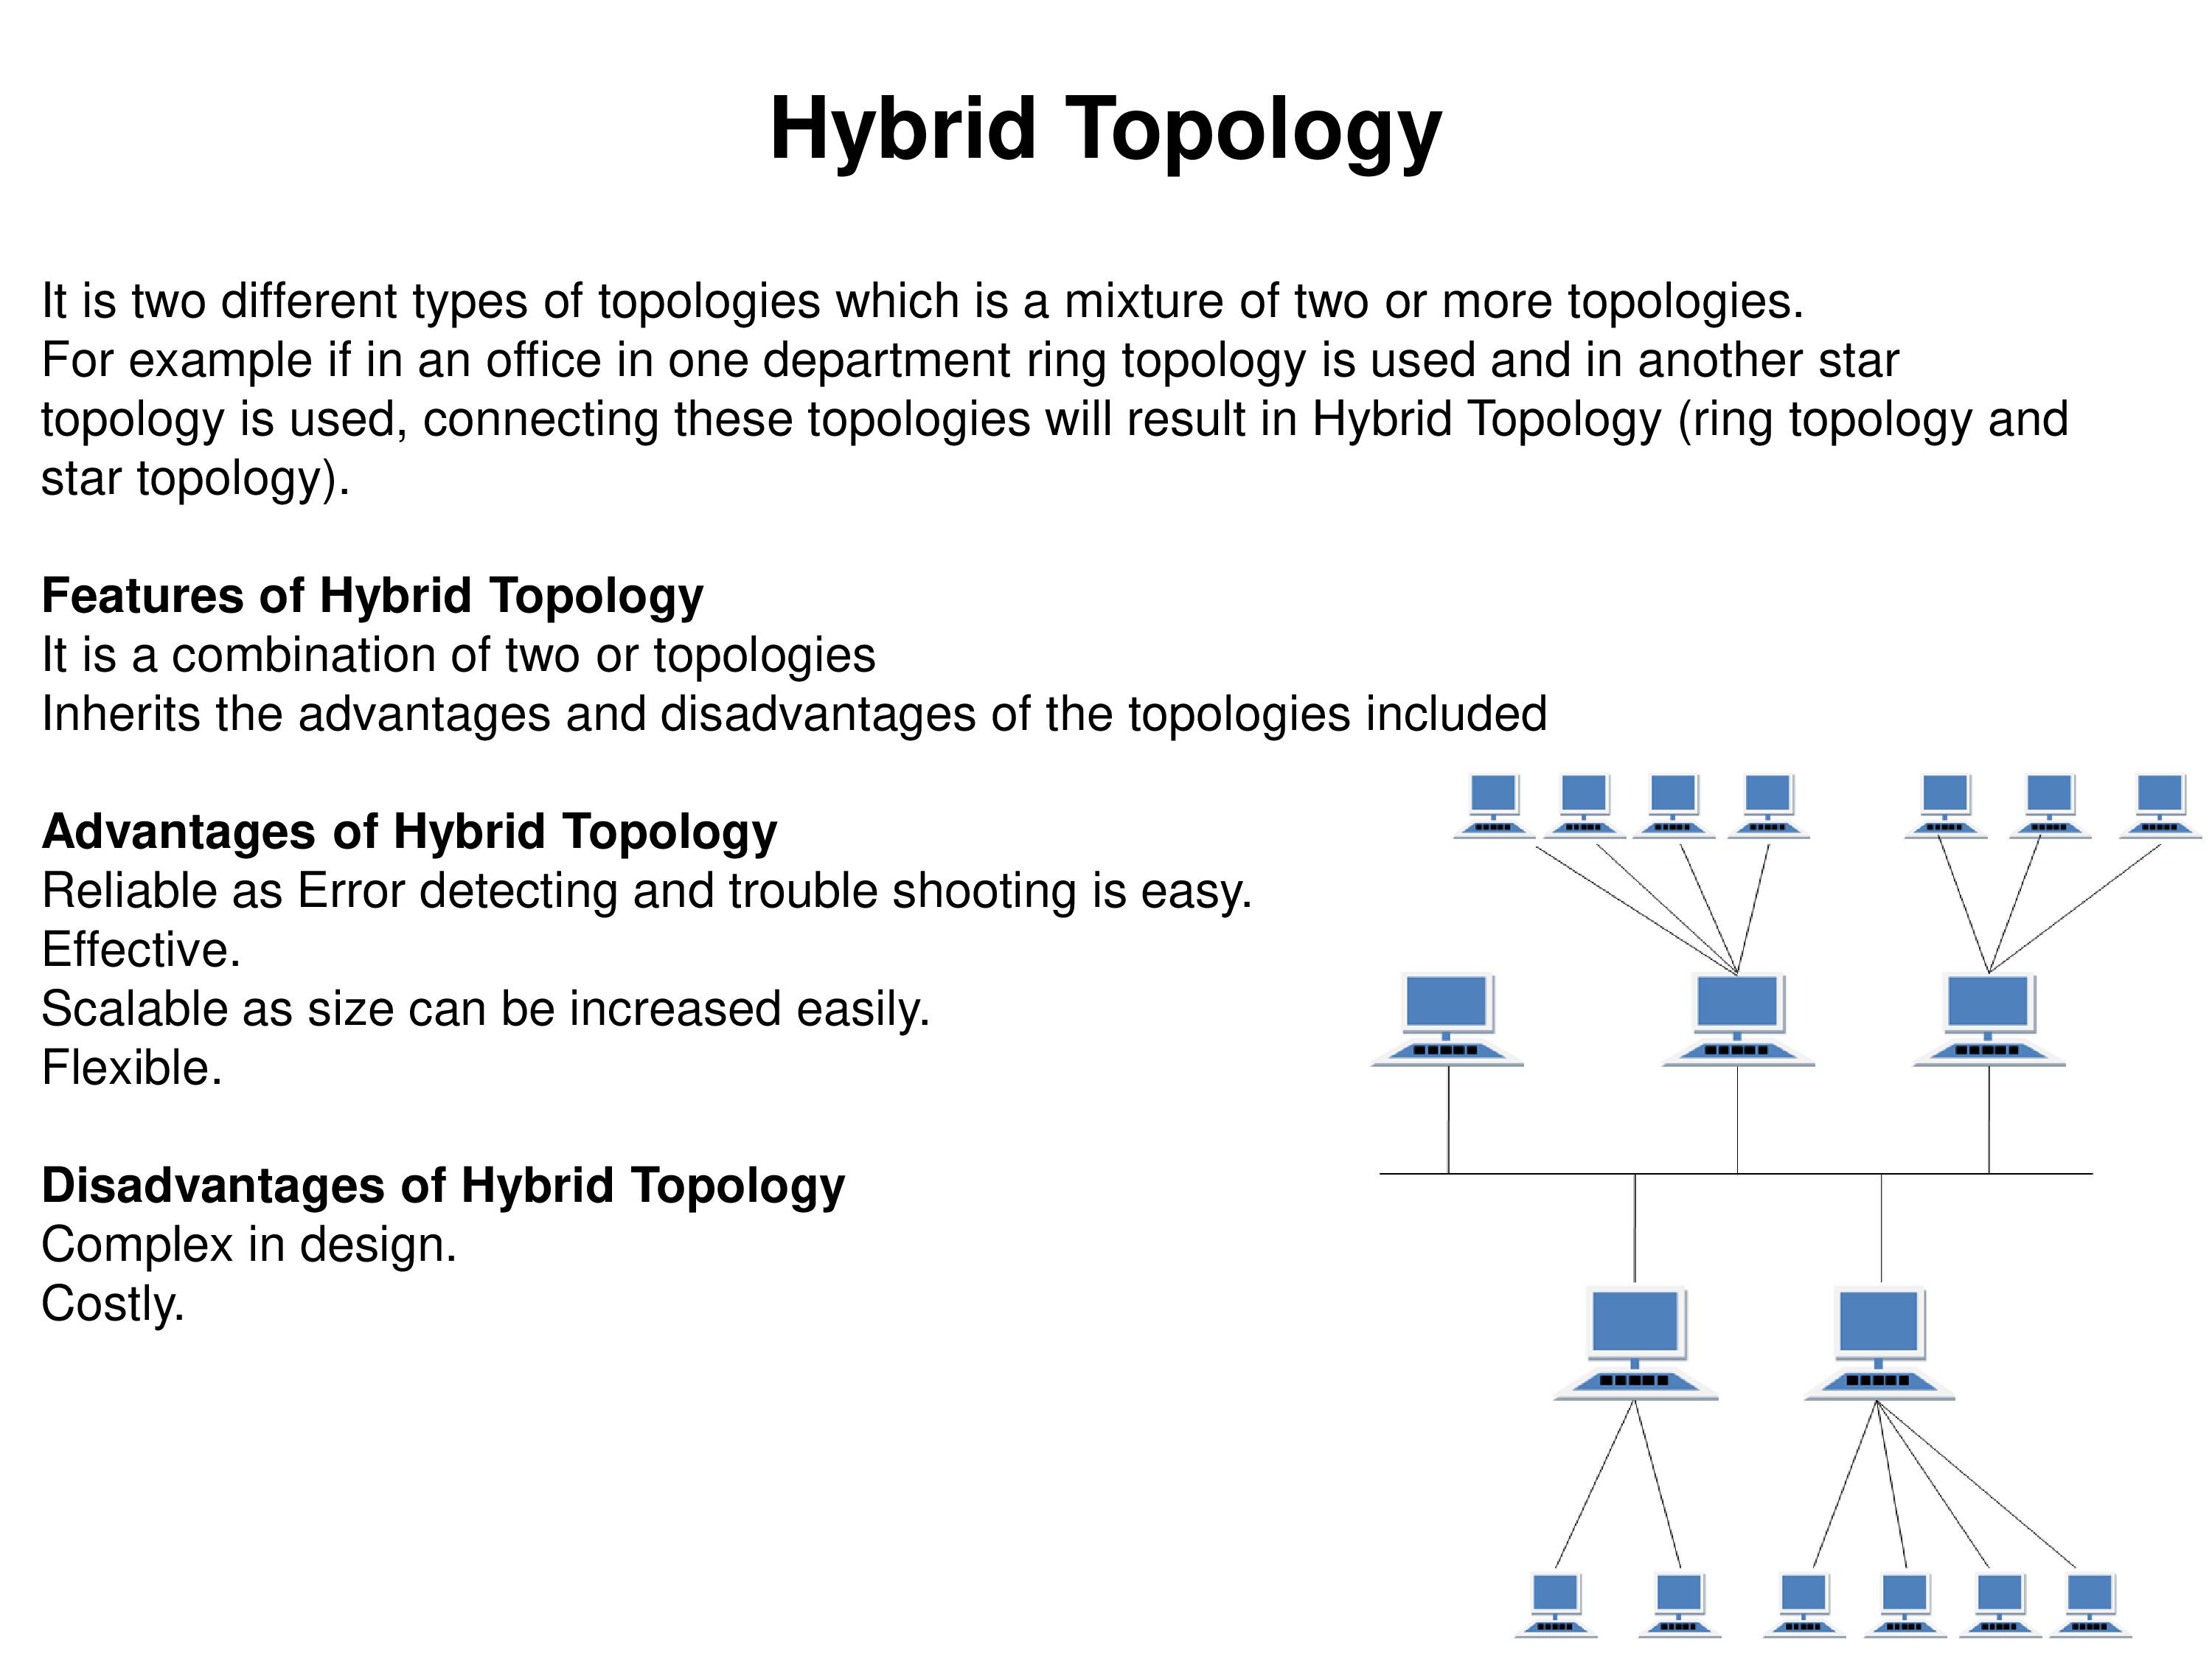 Hybrid Topology
It is two different types of topologies which is a mixture of two or more topologies.
For example if in an office in one department ring topology is used and in another star
topology is used, connecting these topologies will result in Hybrid Topology (ring topology and
star topology).
Features of Hybrid Topology
It is a combination of two or topologies
Inherits the advantages and disadvantages of the topologies included
Advantages of Hybrid Topology
Reliable as Error detecting and trouble shooting is easy.
Effective.
Scalable as size can be increased easily.
Flexible.
Disadvantages of Hybrid Topology
Complex in design.
Costly.